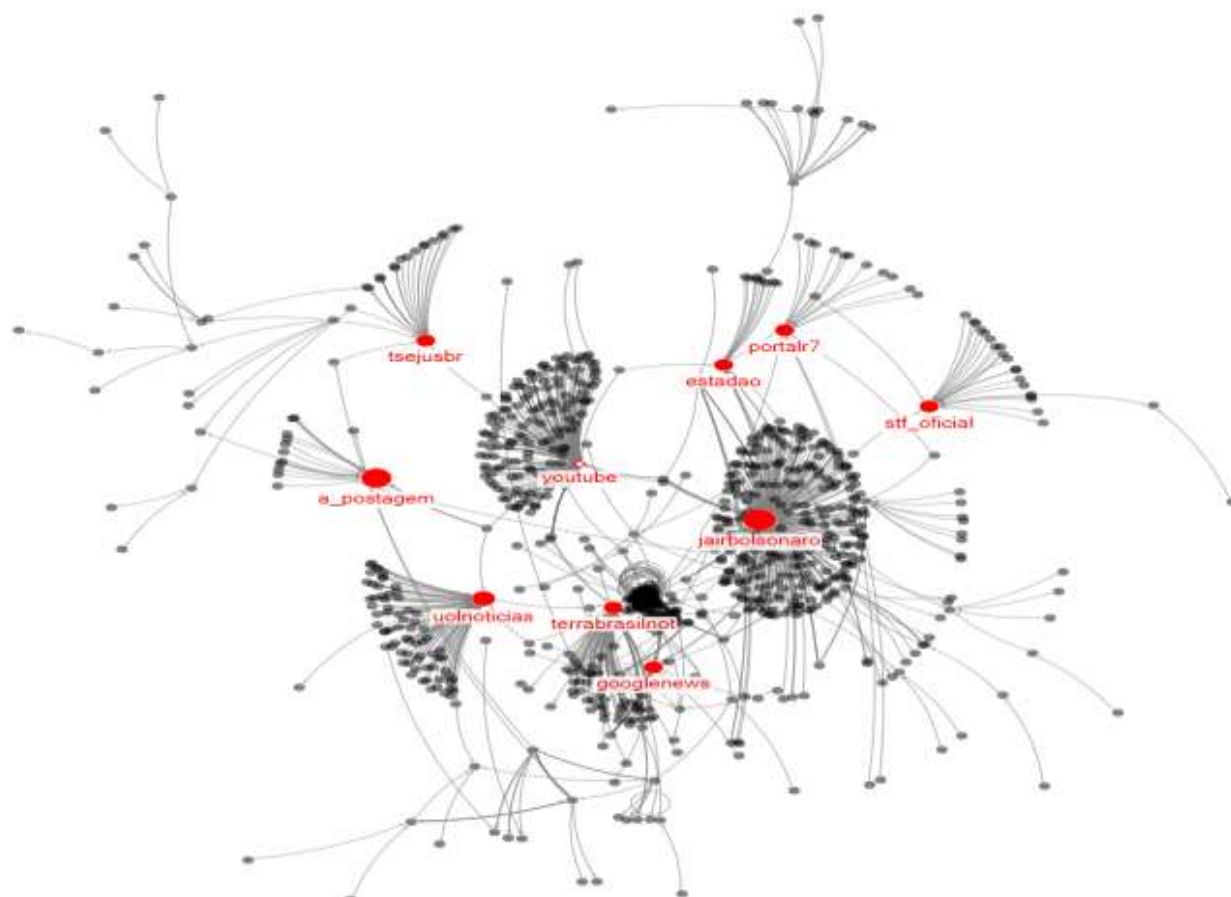 tsejusbr
portalr7
estadao
stf_oficial
youtube
a_postagem
jairbolsonaro
uolnoticias
terrabrasilnot
googlenews